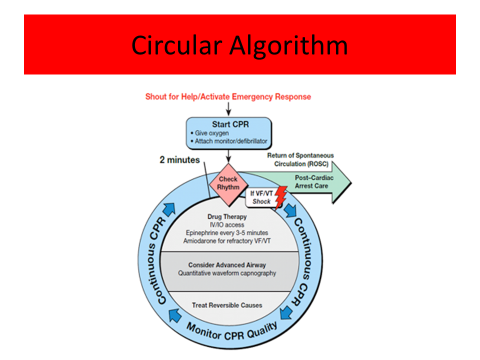 Circular Algorithm
Shout for Help/Activate Emergency Response
Start CPR
• Give oxygen
• Attach monitor/defibrillator
2 minutes
Return of Spontaneous
Circulation (ROSC)
Check
Rhythm
Post-Cardiac
Arrest Care
If VF/VT
Shock
Drug Therapy
IV/IO access
Epinephrine every 3-5 minutes
Amiodarone for refractory VF/VT
Consider Advanced Airway
Quantitative waveform capnography
Treat Reversible Causes
Continuous CPR
Continuous CPR
Monitor CPR Quality